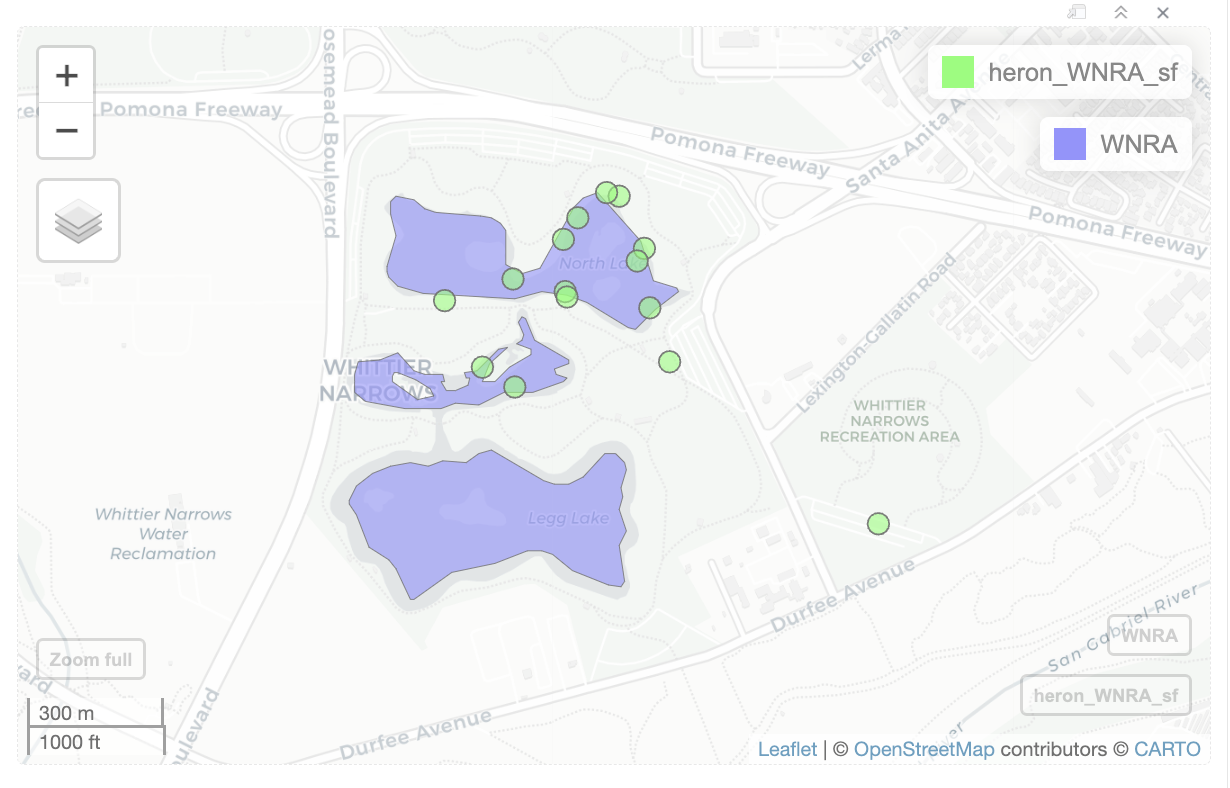 +
−
heron_WNRA_sf
WNRA
Pomona Freeway
osemead Boulevard
Lerma
Pomona Freeway
Santa Anita A
Pomona Freeway
North La
Lexington-Gallatin Road
WHITTIER
NARROWS
WHITTIER
NARROWS
RECREATION AREA
Whittier Narrows
Water
Reclamation
Legg Lake
Durfee Avenue
Durfee Avenue
San Gabriel River
WNRA
heron_WNRA_sf
Zoom full
300 m
1000 ft
oulevard
Leaflet | © OpenStreetMap contributors © CARTO